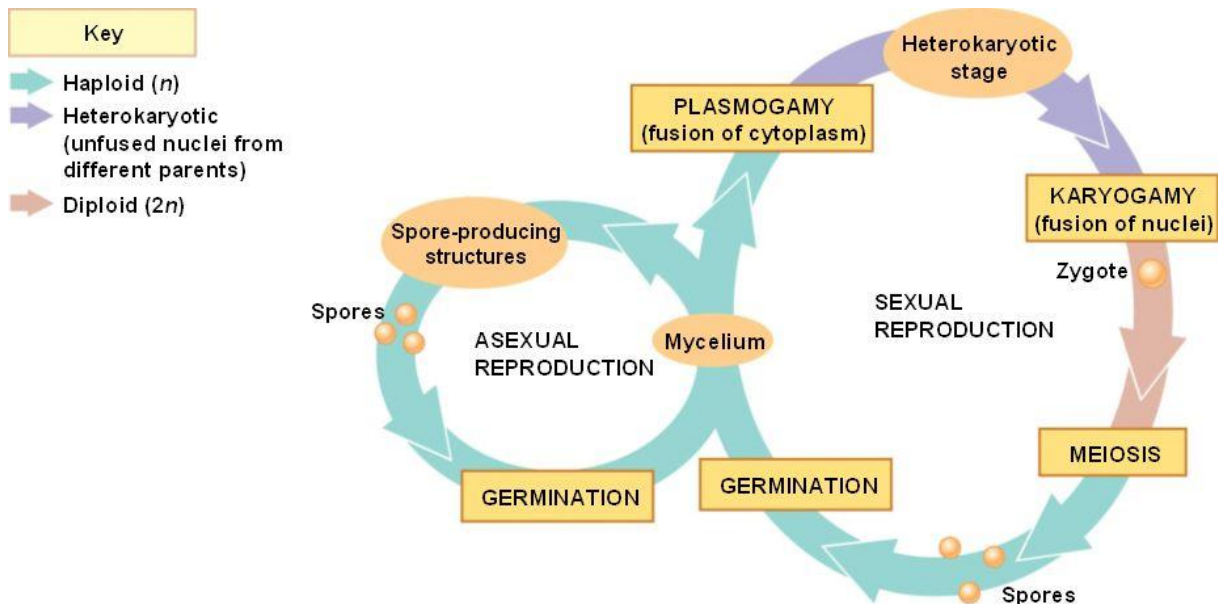 Key
Haploid (n)
Heterokaryotic
(unfused nuclei from
different parents)
Diploid (2n)
Heterokaryotic
stage
PLASMOGAMY
(fusion of cytoplasm)
KARYOGAMY
(fusion of nuclei)
Spore-producing
structures
Zygote
Spores
SEXUAL
REPRODUCTION
ASEXUAL
REPRODUCTION
Mycelium
MEIOSIS
GERMINATION
GERMINATION
Spores